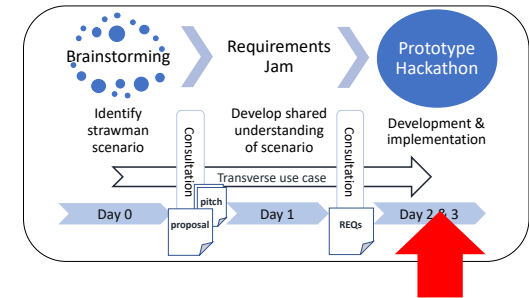 Brainstorming
Requirements
Jam
Prototype
Hackathon
Identify
strawman
scenario
Consultation
Develop shared
understanding
of scenario
Consultation
Development &
implementation
Transverse use case
Day 0
proposal
pitch
Day 1
REQs
Day 2 & 3